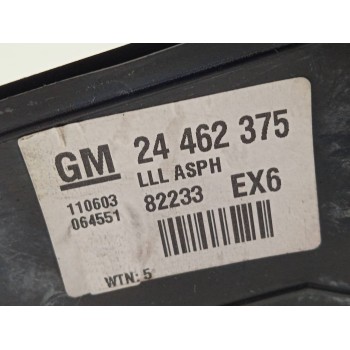 GM 24 462 375
LLL ASPH
110603 82233 EX6
064551
WTN: 5